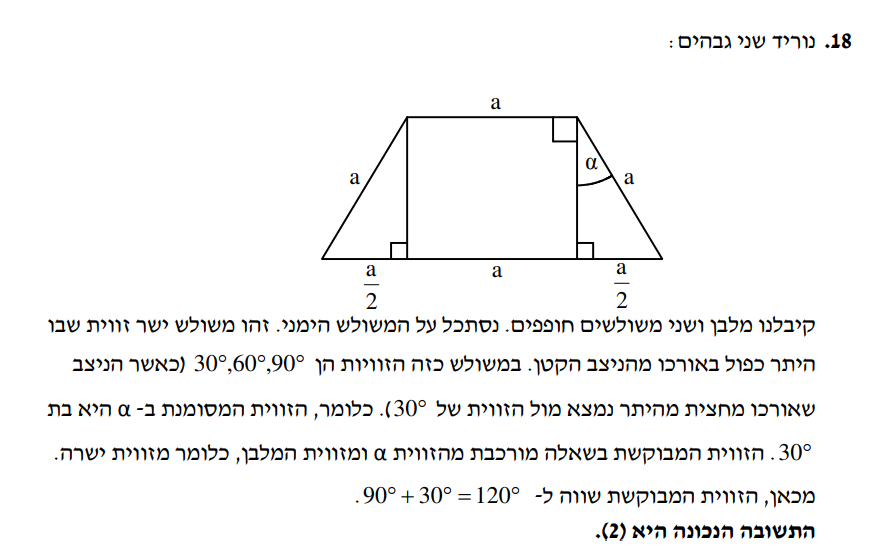 18. נוריד שני גבהים :
a
α
a
a
a/2
a
a/2
קיבלנו מלבן ושני משולשים חופפים. נסתכל על המשולש הימני. זהו משולש ישר זווית שבו
היתר כפול באורכו מהניצב הקטן. במשולש כזה הזוויות הן 30°,60°,90° (כאשר הניצב
שאורכו מחצית מהיתר נמצא מול הזווית של 30°). כלומר, הזווית המסומנת ב- α היא בת
30°. הזווית המבוקשת בשאלה מורכבת מהזווית α ומזווית המלבן, כלומר מזווית ישרה.
מכאן, הזווית המבוקשת שווה ל- 90° + 30° = 120° .
התשובה הנכונה היא (2).